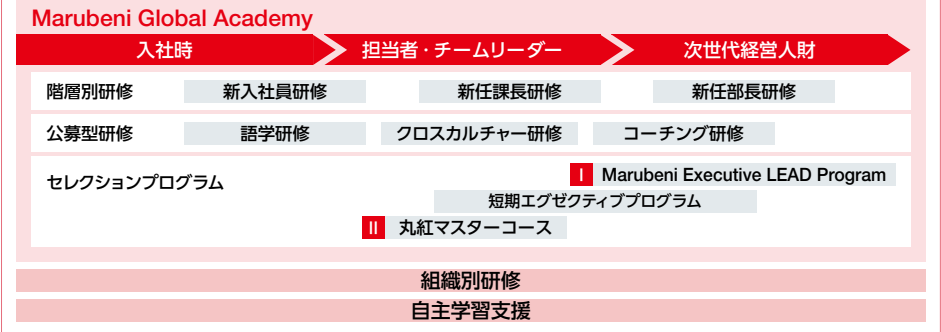 Marubeni Global Academy
入社時 担当者・チームリーダー 次世代経営人財
階層別研修 新入社員研修 新任課長研修 新任部長研修
公募型研修 語学研修 クロスカルチャー研修 コーチング研修
セレクションプログラム
I Marubeni Executive LEAD Program
短期エグゼクティブプログラム
II 丸紅マスターコース
組織別研修
自主学習支援